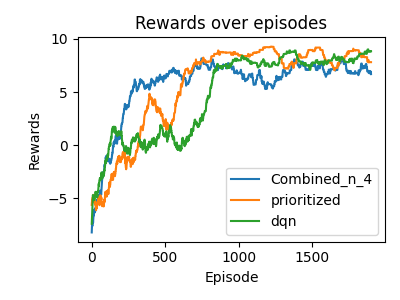 Rewards over episodes
10
5
0
−5
Rewards
Combined_n_4
prioritized
dqn
0
500
1000
1500
Episode